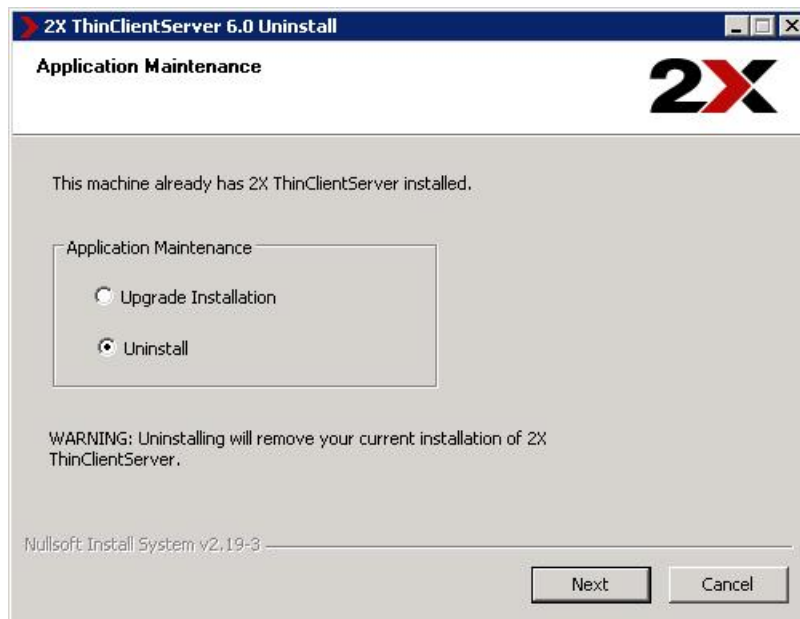 2X ThinClientServer 6.0 Uninstall
Application Maintenance
2X
This machine already has 2X ThinClientServer installed.
Application Maintenance
Upgrade Installation
Uninstall
WARNING: Uninstalling will remove your current installation of 2X
ThinClientServer.
Nullsoft Install System v2.19-3
Next
Cancel